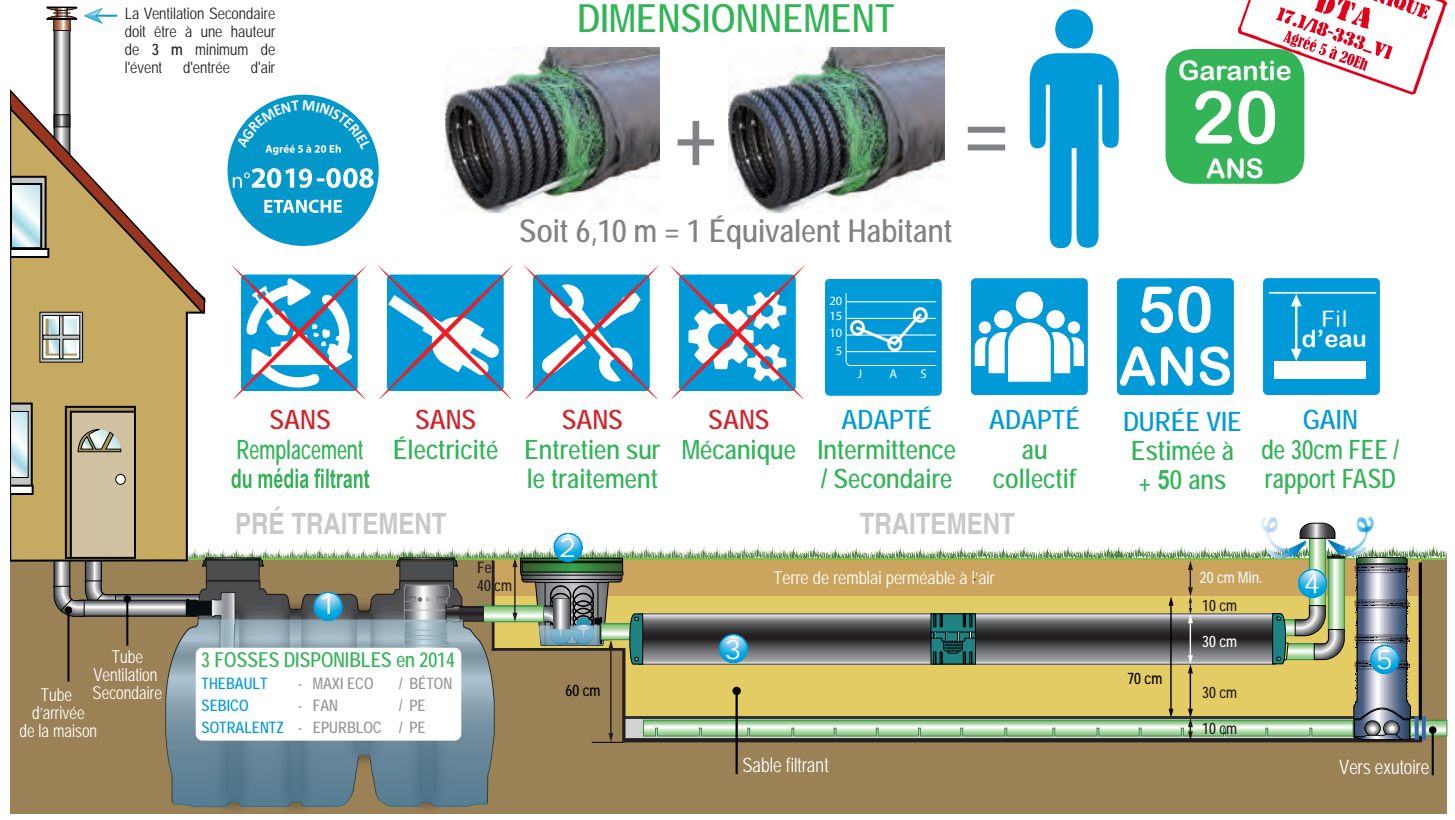 La Ventilation Secondaire
doit être à une hauteur
de 3 m minimum de
l'évent d'entrée d'air
DIMENSIONNEMENT
DTA
17.1/18-333_V1
Agréé 5 à 20Eh
Garantie
20
ANS
AGREMENT MINISTERIEL
Agréé 5 à 20 Eh
n°2019-008
ETANCHE
+
=
Soit 6,10 m = 1 Équivalent Habitant
20
15
10
5
J A S
50
ANS
Fil
d'eau
SANS
Remplacement
du média filtrant
SANS
Électricité
SANS
Entretien sur
le traitement
SANS
Mécanique
ADAPTÉ
Intermittence
/ Secondaire
ADAPTÉ
au
collectif
DURÉE VIE
Estimée à
+ 50 ans
GAIN
de 30cm FEE /
rapport FASD
PRÉ TRAITEMENT
TRAITEMENT
Fe
40 cm
Terre de remblai perméable à l'air
20 cm Min.
10 cm
30 cm
70 cm
30 cm
10 cm
60 cm
1
2
3
4
5
3 FOSSES DISPONIBLES en 2014
THEBAULT - MAXI ECO / BÉTON
SEBICO - FAN / PE
SOTRALENTZ - EPURBLOC / PE
Tube
Ventilation
Secondaire
Tube
d'arrivée
de la maison
Sable filtrant
Vers exutoire